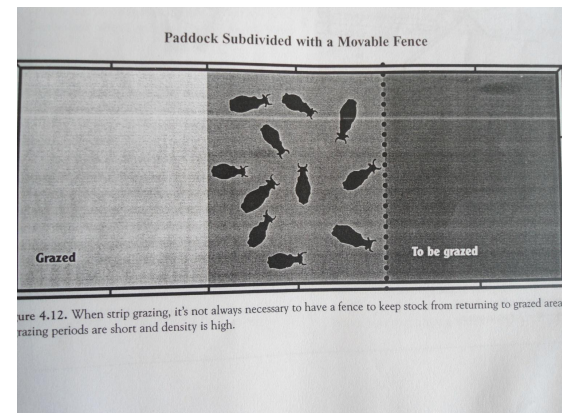 Paddock Subdivided with a Movable Fence
Grazed
To be grazed
ure 4.12. When strip grazing, it's not always necessary to have a fence to keep stock from returning to grazed area
razing periods are short and density is high.